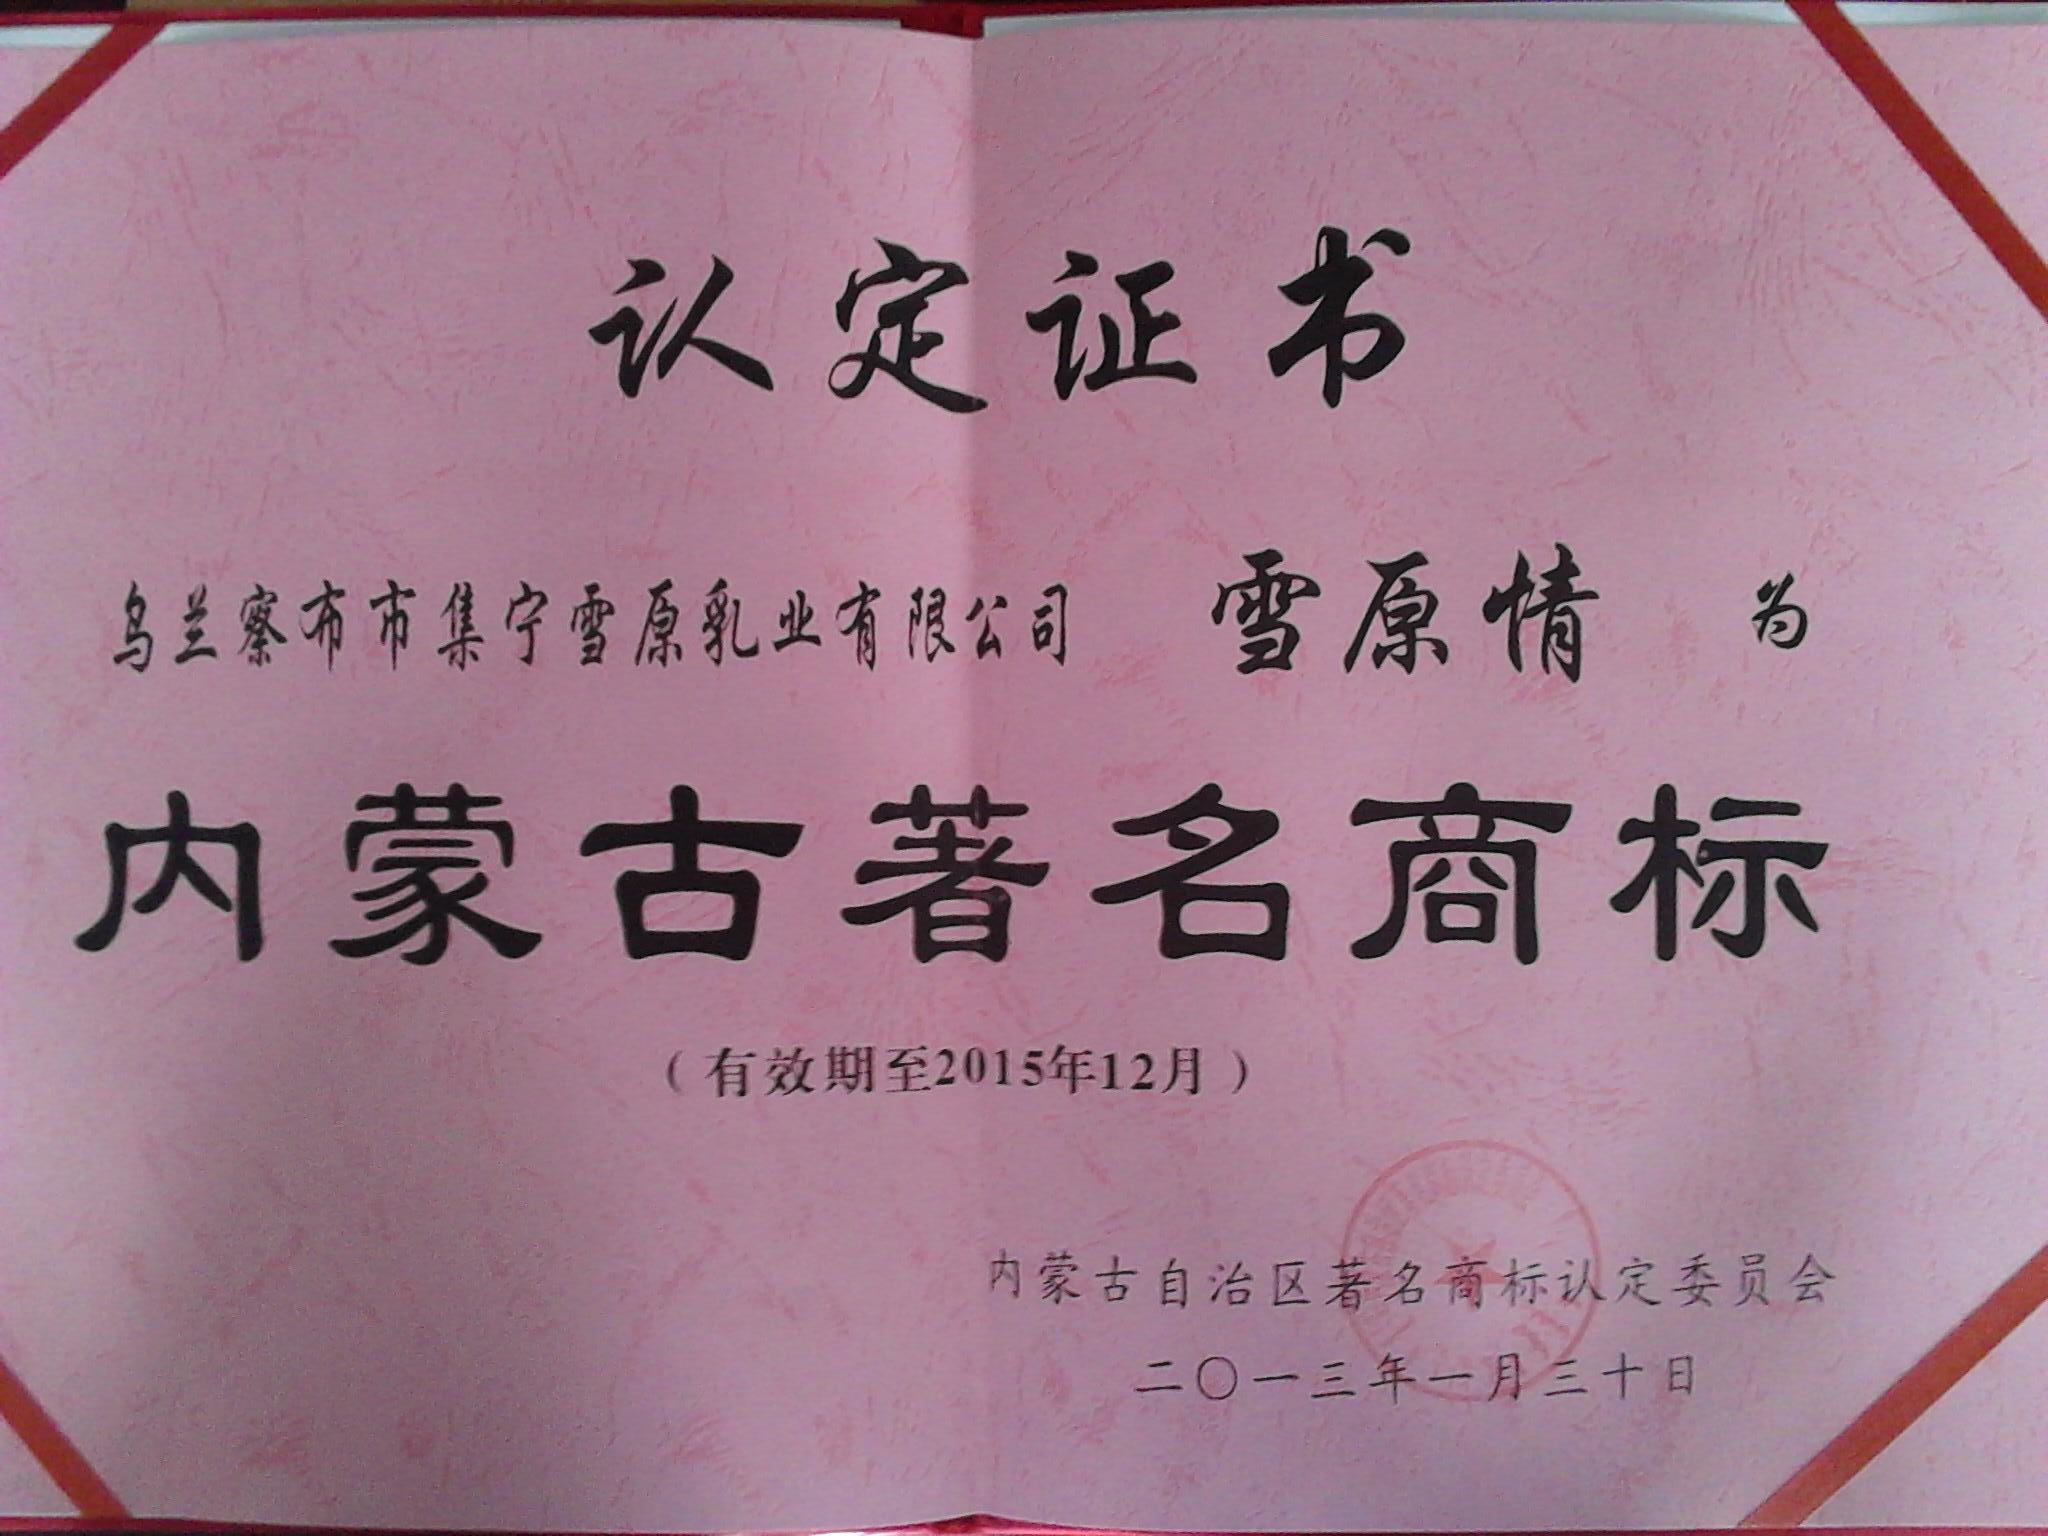 认定证书
乌兰察布市集宁雪原乳业有限公司 雪原情 为
内蒙古著名商标
（有效期至2015年12月）
内蒙古自治区著名商标认定委员会
二〇一三年一月三十日